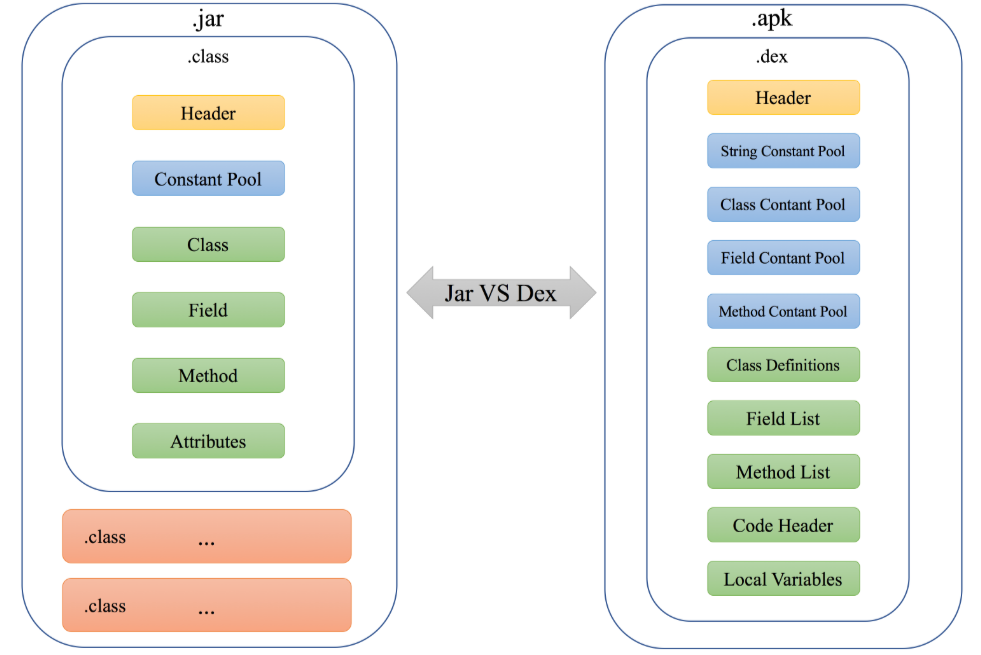 .jar
.class
Header
Constant Pool
Class
Field
Method
Attributes
.class ...
.class ...
Jar VS Dex
.apk
.dex
Header
String Constant Pool
Class Contant Pool
Field Contant Pool
Method Contant Pool
Class Definitions
Field List
Method List
Code Header
Local Variables